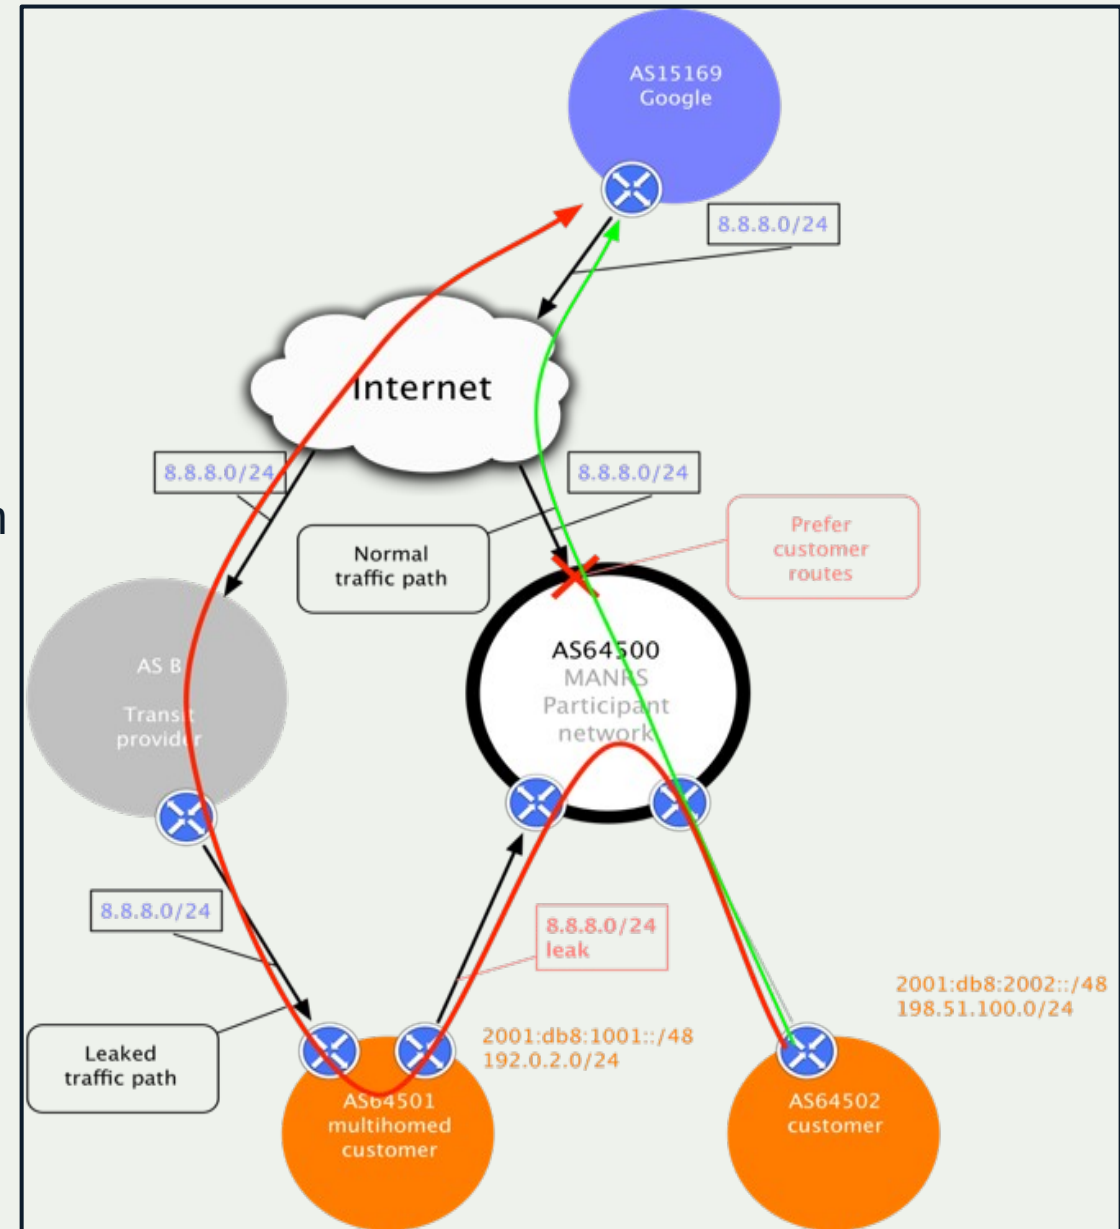 AS15169
Google
8.8.8.0/24
Internet
8.8.8.0/24
8.8.8.0/24
Normal
traffic path
Prefer
customer
routes
n
AS B
Transit
provider
AS64500
MANRS
Participant
network
8.8.8.0/24
8.8.8.0/24
leak
2001:db8:2002::/48
198.51.100.0/24
Leaked
traffic path
2001:db8:1001::/48
192.0.2.0/24
AS64501
multihomed
customer
AS64502
customer